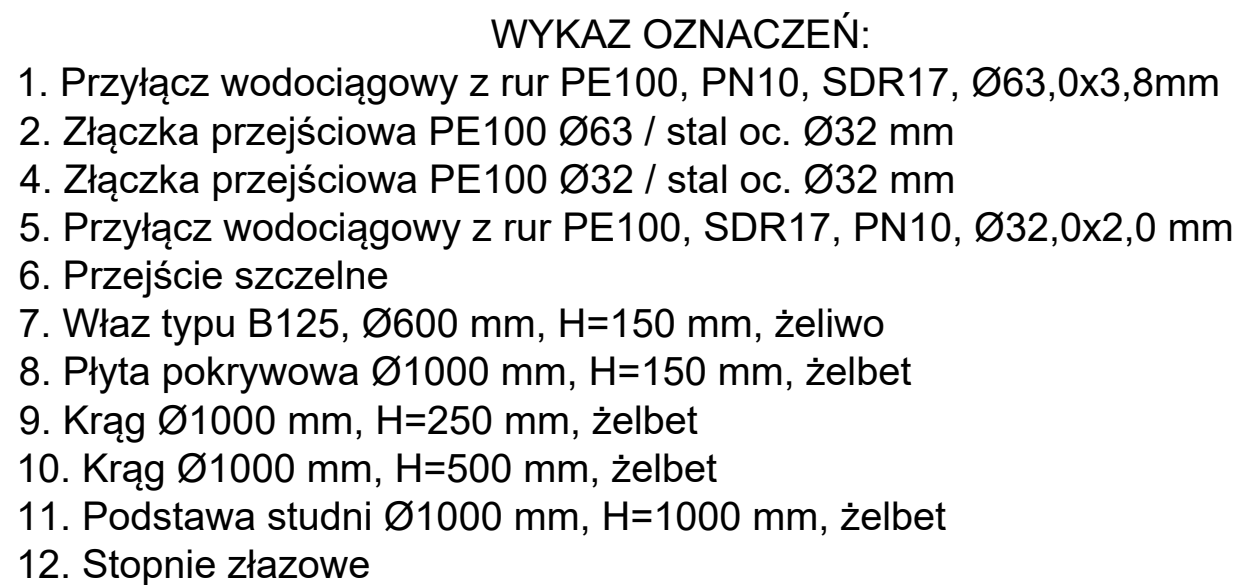 WYKAZ OZNACZEŃ:
1. Przyłącz wodociągowy z rur PE100, PN10, SDR17, Ø63,0x3,8mm
2. Złączka przejściowa PE100 Ø63 / stal oc. Ø32 mm
4. Złączka przejściowa PE100 Ø32 / stal oc. Ø32 mm
5. Przyłącz wodociągowy z rur PE100, SDR17, PN10, Ø32,0x2,0 mm
6. Przejście szczelne
7. Właz typu B125, Ø600 mm, H=150 mm, żeliwo
8. Płyta pokrywowa Ø1000 mm, H=150 mm, żelbet
9. Krąg Ø1000 mm, H=250 mm, żelbet
10. Krąg Ø1000 mm, H=500 mm, żelbet
11. Podstawa studni Ø1000 mm, H=1000 mm, żelbet
12. Stopnie złazowe